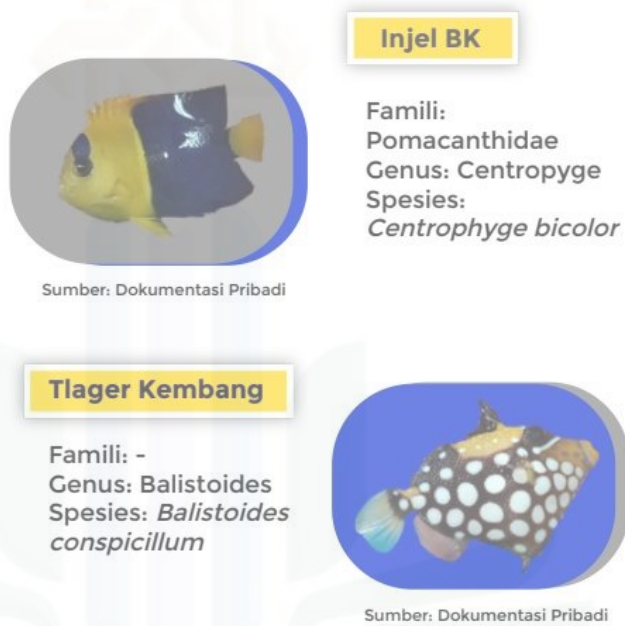 Injel BK
Famili:
Pomacanthidae
Genus: Centropyge
Spesies:
Centrophyge bicolor
Sumber: Dokumentasi Pribadi
Tlager Kembang
Famili: -
Genus: Balistoides
Spesies: Balistoides
conspicillum
Sumber: Dokumentasi Pribadi